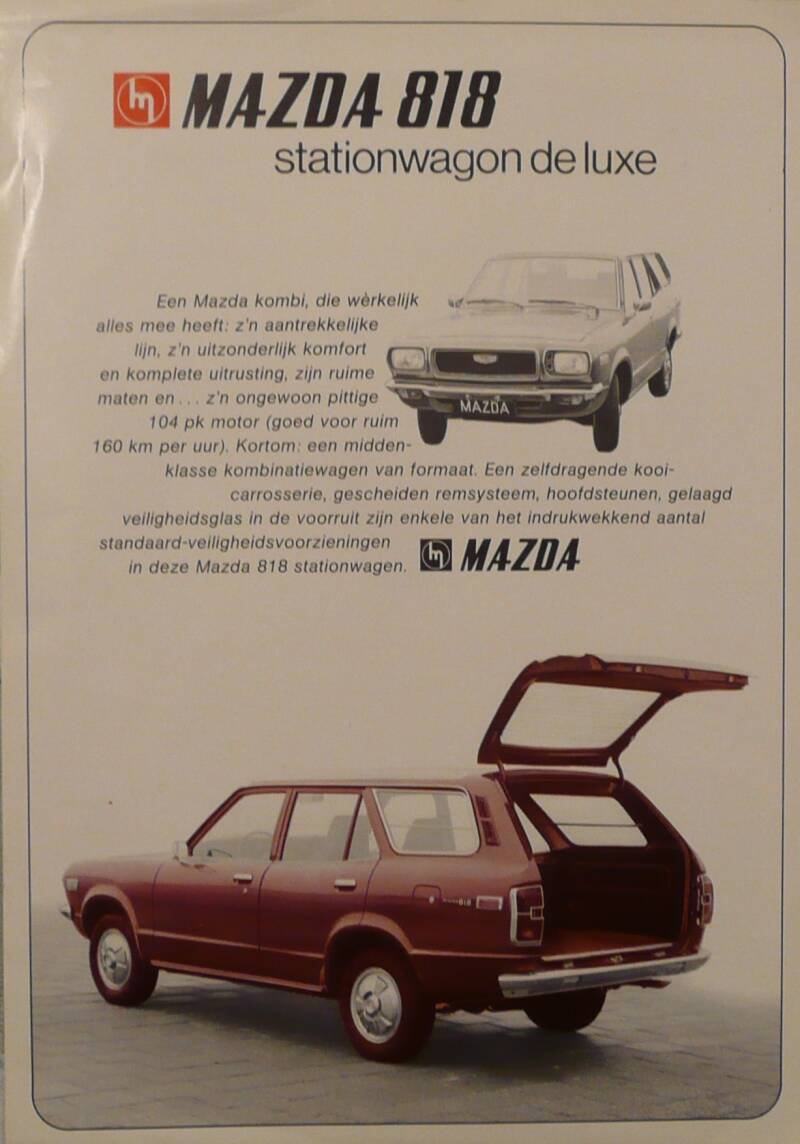 MAZDA 818
stationwagon de luxe
Een Mazda kombi, die wèrkelijk
alles mee heeft: z'n aantrekkelijke
lijn, z'n uitzonderlijk komfort
en komplete uitrusting, zijn ruime
maten en... z'n ongewoon pittige
104 pk motor (goed voor ruim
160 km per uur). Kortom: een midden-
klasse kombinatiewagen van formaat. Een zelfdragende kooi-
carrosserie, gescheiden remsysteem, hoofdsteunen, gelaagd
veiligheidsglas in de voorruit zijn enkele van het indrukwekkend aantal
standaard-veiligheidsvoorzieningen
in deze Mazda 818 stationwagen.
MAZDA
MAZDA
818